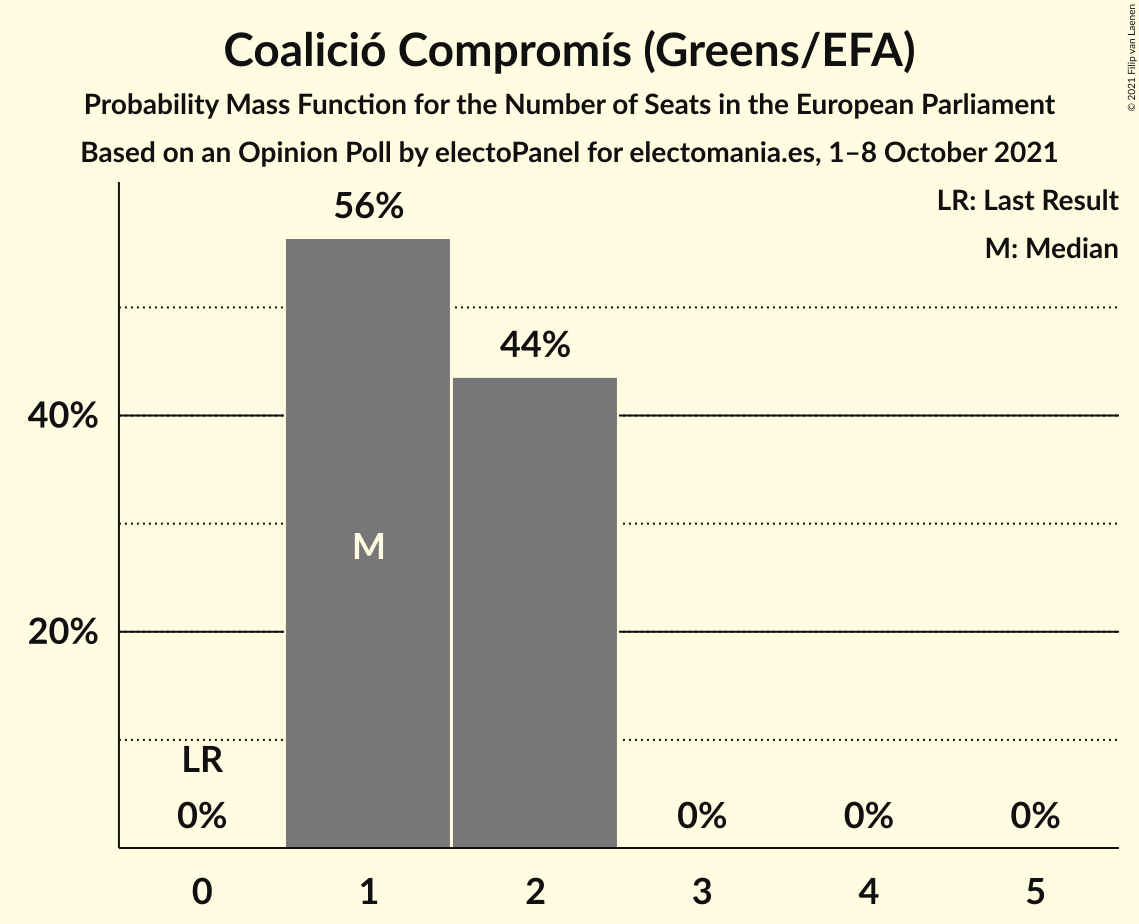 Coalició Compromís (Greens/EFA)
Probability Mass Function for the Number of Seats in the European Parliament
Based on an Opinion Poll by electoPanel for electomania.es, 1–8 October 2021
© 2021 Filip van Laenen
LR: Last Result
M: Median
56%
44%
40%
M
20%
LR
0%
0%
0%
0%
0
1
2
3
4
5